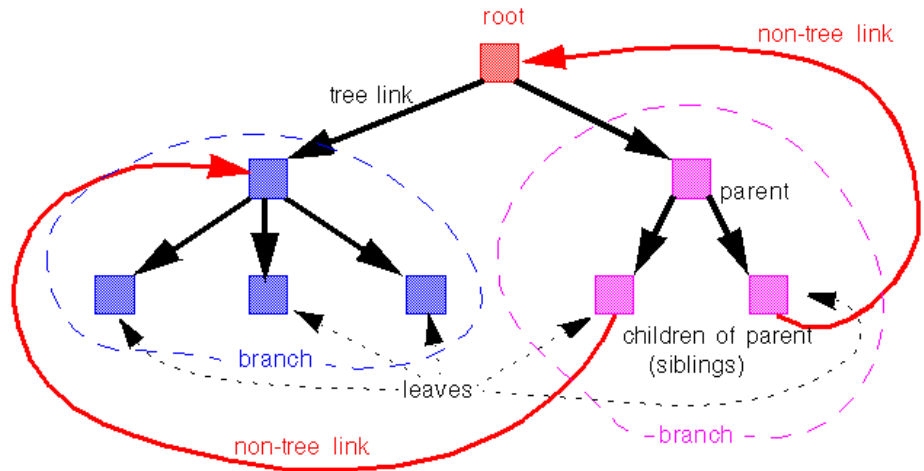 root
non-tree link
tree link
parent
children of parent
(siblings)
branch
leaves
branch
non-tree link